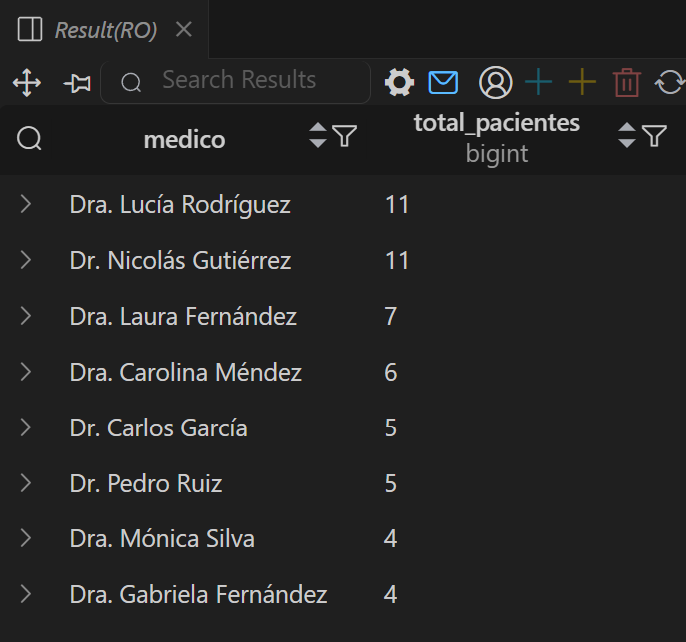 Result(RO)
Search Results
medico total_pacientes
bigint
Dra. Lucía Rodríguez 11
Dr. Nicolás Gutiérrez 11
Dra. Laura Fernández 7
Dra. Carolina Méndez 6
Dr. Carlos García 5
Dr. Pedro Ruiz 5
Dra. Mónica Silva 4
Dra. Gabriela Fernández 4